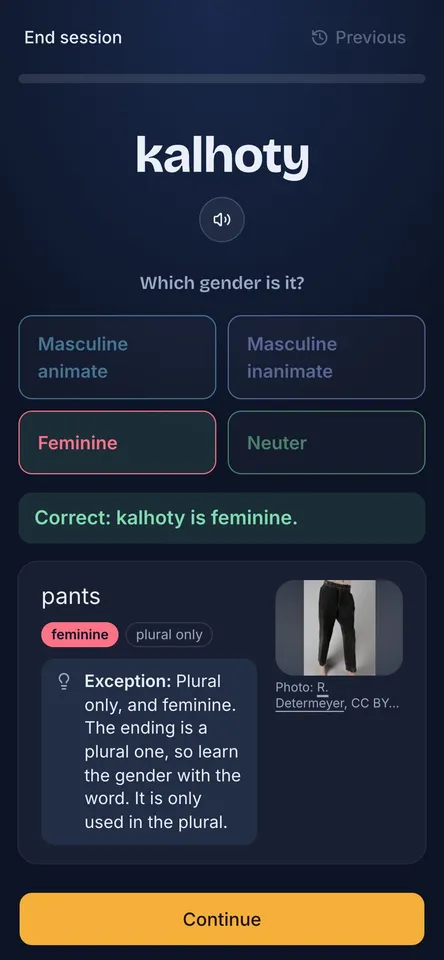 End session
Previous
kalhoty
Which gender is it?
Masculine
animate
Masculine
inanimate
Feminine
Neuter
Correct: kalhoty is feminine.
pants
feminine
plural only
Exception: Plural
only, and feminine.
The ending is a
plural one, so learn
the gender with the
word. It is only
used in the plural.
Photo: R.
Determeyer, CC BY...
Continue